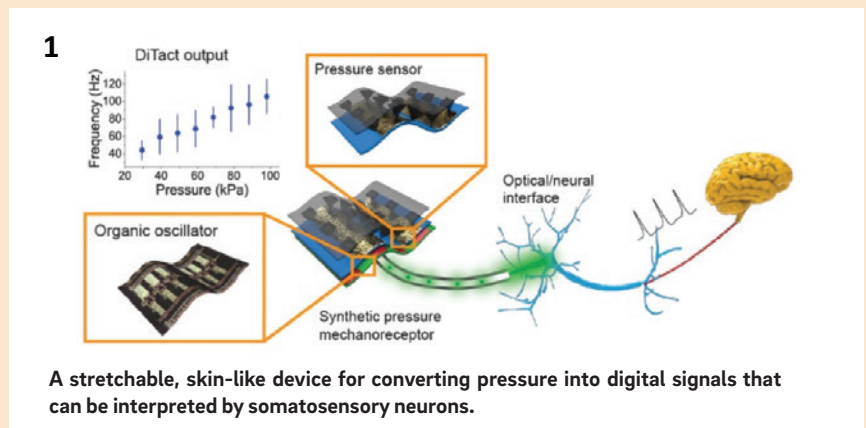 1
DiTact output
Frequency (Hz)
120
100
80
60
40
20 40 60 80 100
Pressure (kPa)
Pressure sensor
Organic oscillator
Synthetic pressure
mechanoreceptor
Optical/neural
interface
A stretchable, skin-like device for converting pressure into digital signals that
can be interpreted by somatosensory neurons.